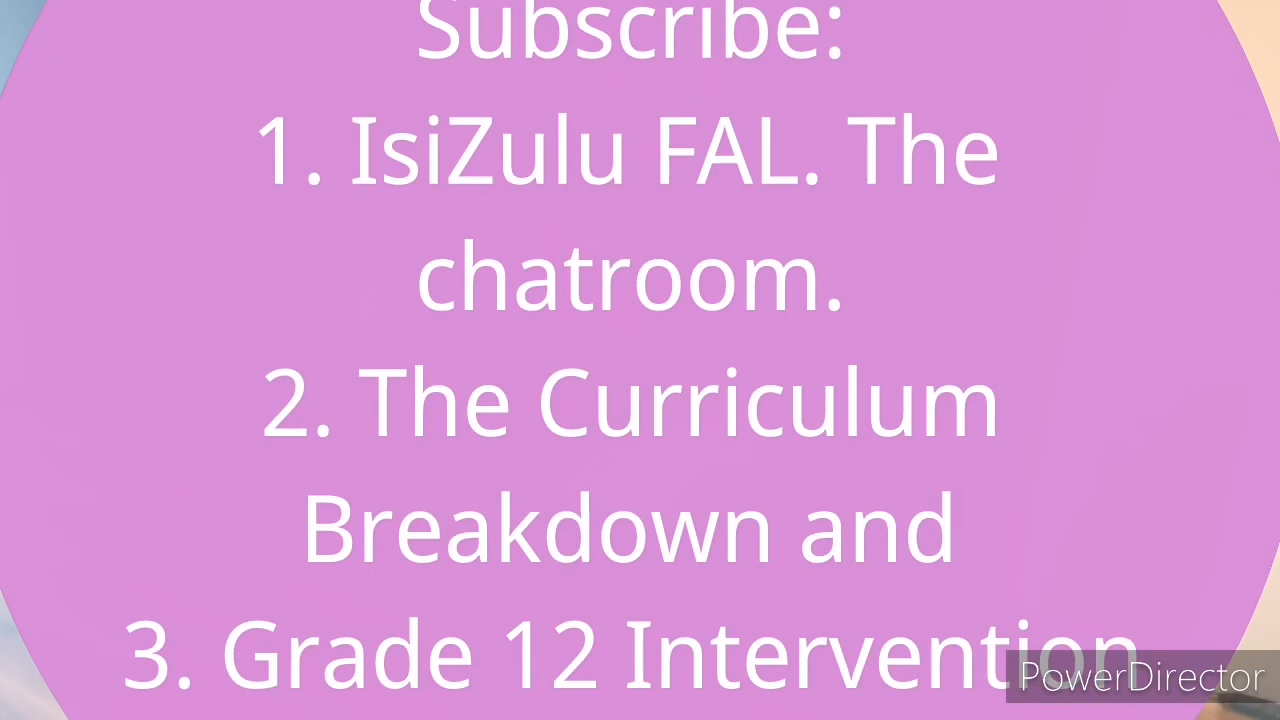 Subscribe:
1. IsiZulu FAL. The
chatroom.
2. The Curriculum
Breakdown and
3. Grade 12 Intervention
PowerDirector